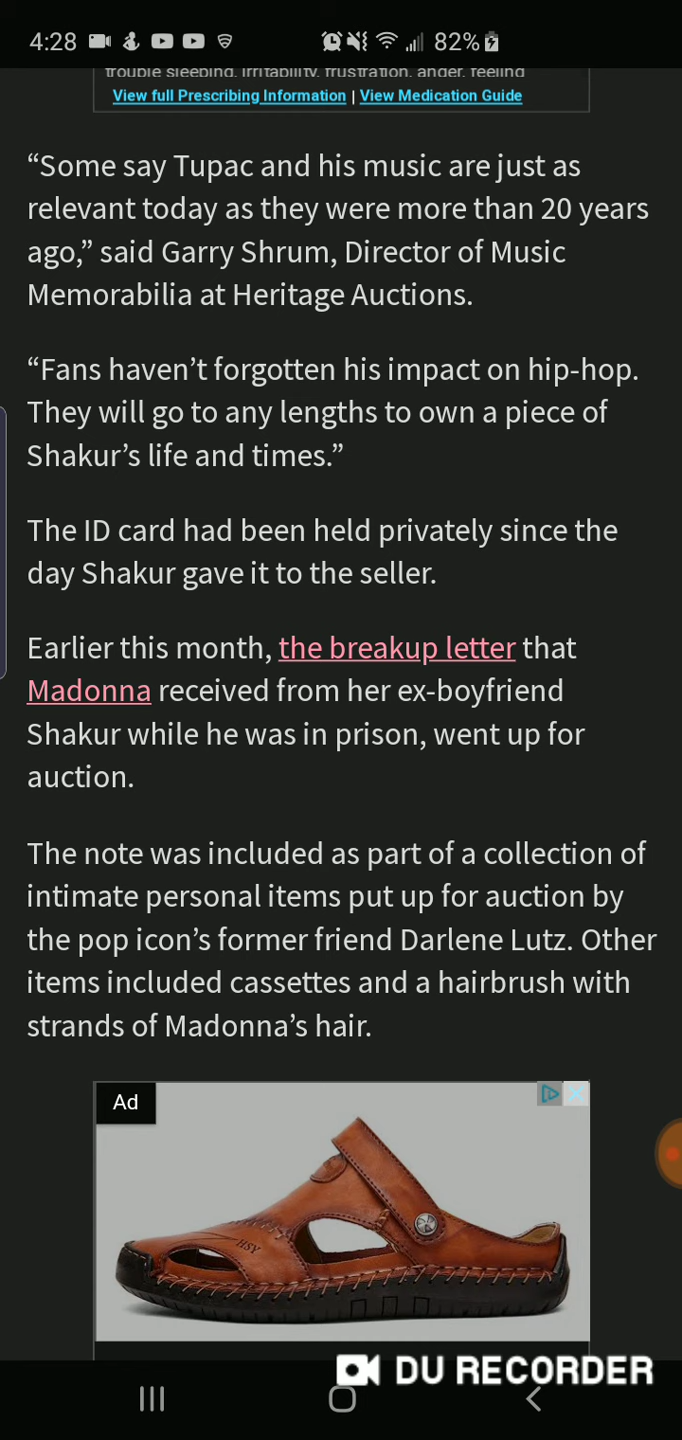 4:28 82%
trouble sleeping, irritability, frustration, anger, feeling
View full Prescribing Information | View Medication Guide
“Some say Tupac and his music are just as
relevant today as they were more than 20 years
ago,” said Garry Shrum, Director of Music
Memorabilia at Heritage Auctions.
“Fans haven’t forgotten his impact on hip-hop.
They will go to any lengths to own a piece of
Shakur’s life and times.”
The ID card had been held privately since the
day Shakur gave it to the seller.
Earlier this month, the breakup letter that
Madonna received from her ex-boyfriend
Shakur while he was in prison, went up for
auction.
The note was included as part of a collection of
intimate personal items put up for auction by
the pop icon’s former friend Darlene Lutz. Other
items included cassettes and a hairbrush with
strands of Madonna’s hair.
Ad
HSV
DU RECORDER